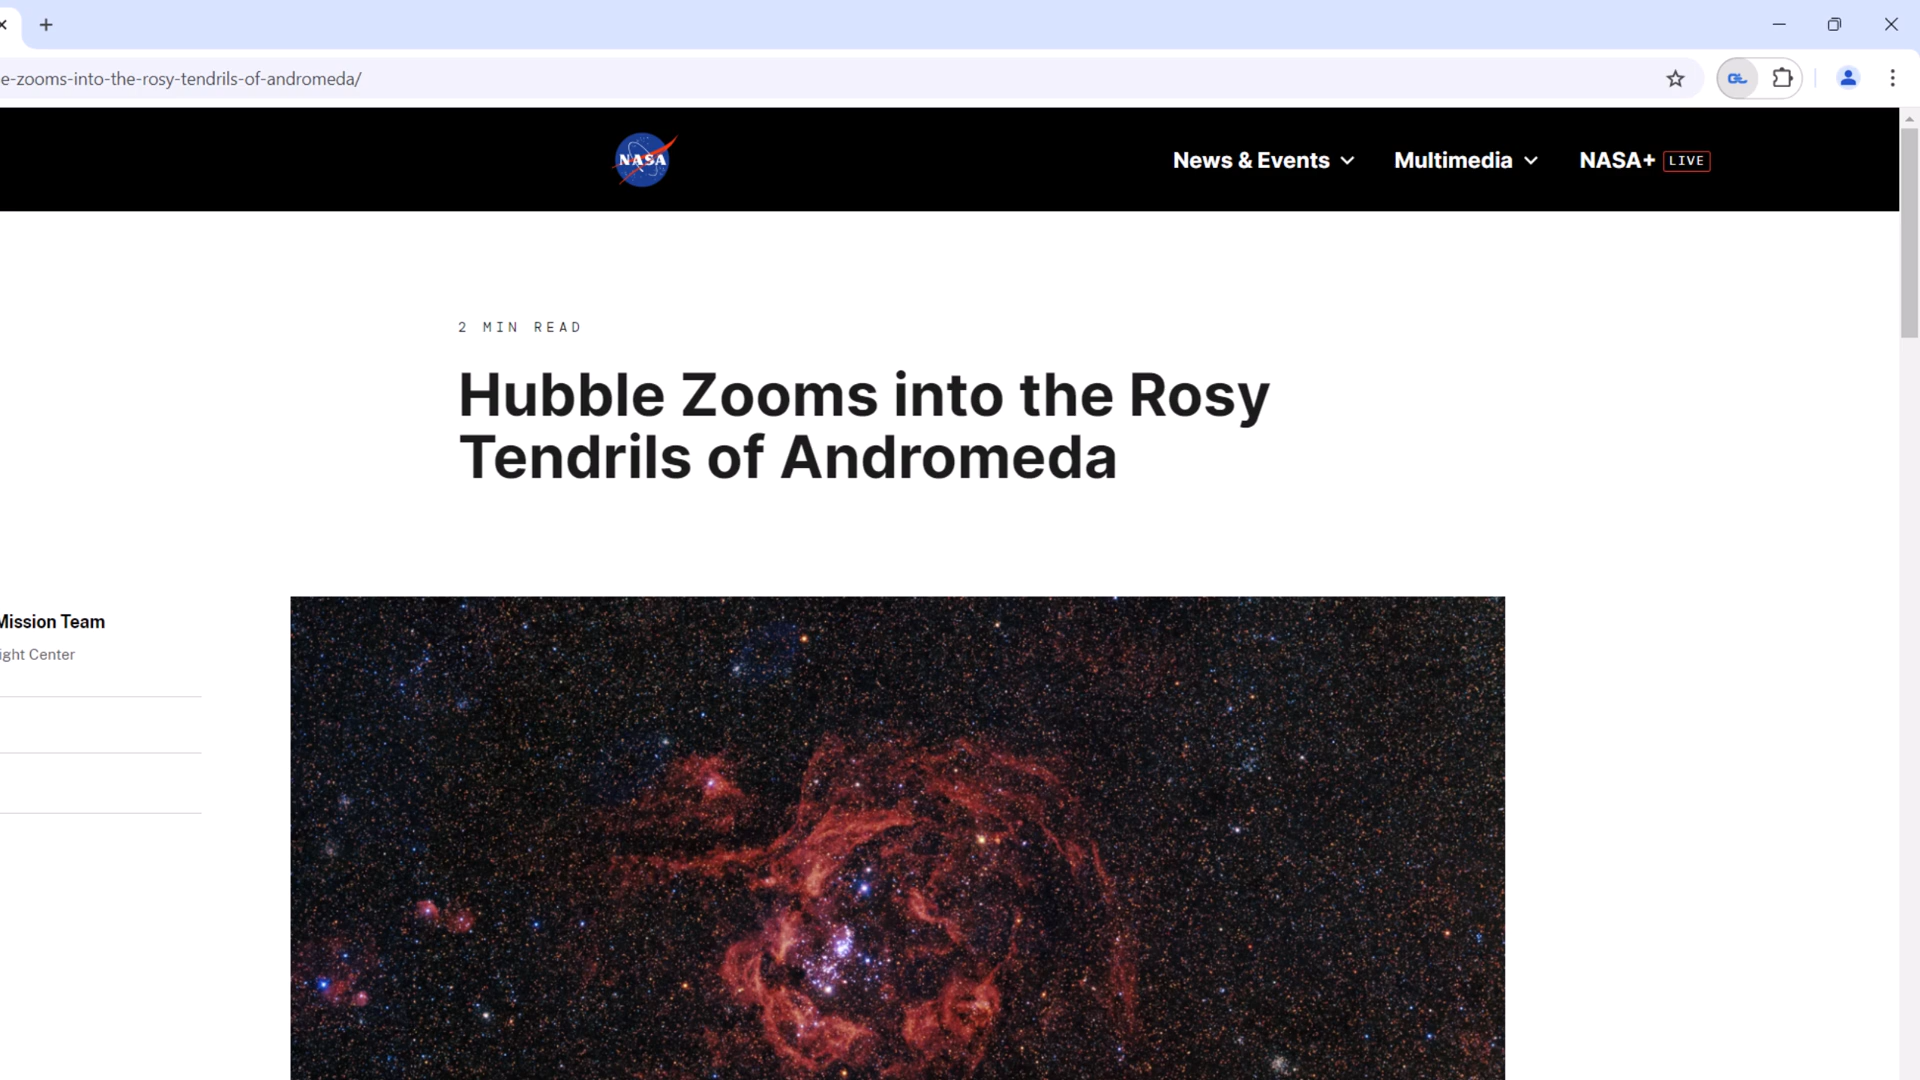 e-zooms-into-the-rosy-tendrils-of-andromeda/
GL
NASA
News & Events
Multimedia
NASA+ LIVE
2 MIN READ
Hubble Zooms into the Rosy
Tendrils of Andromeda
Mission Team
ight Center